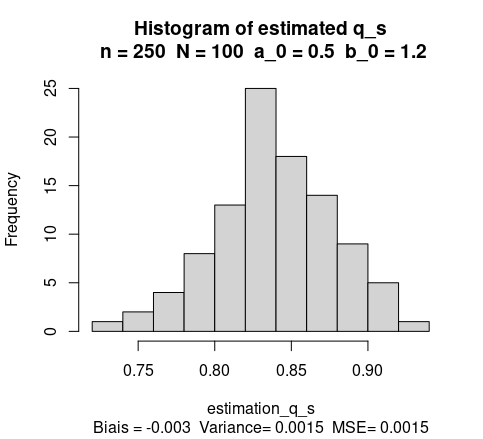 Histogram of estimated q_s
n = 250 N = 100 a_0 = 0.5 b_0 = 1.2
25
20
15
10
5
0
Frequency
0.75 0.80 0.85 0.90
estimation_q_s
Biais = -0.003 Variance= 0.0015 MSE= 0.0015